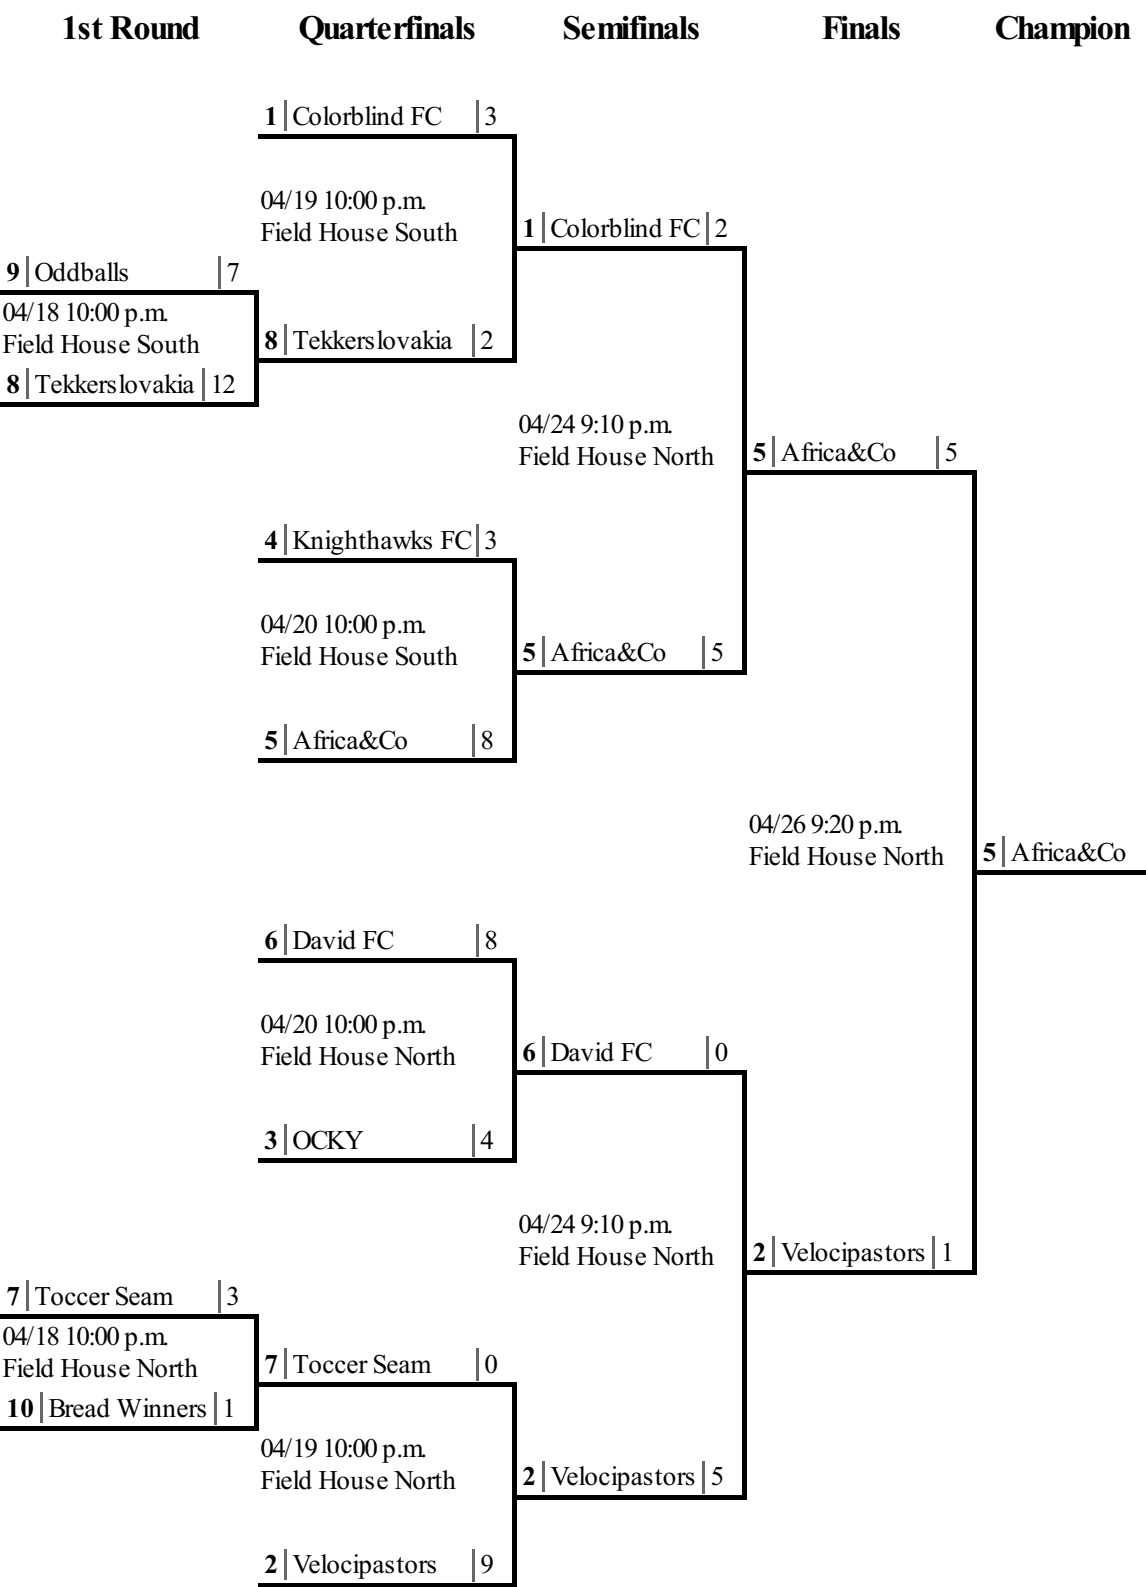 1st Round Quarterfinals Semifinals Finals Champion
1 Colorblind FC 3
04/19 10:00 p.m.
Field House South
1 Colorblind FC 2
9 Oddballs 7
04/18 10:00 p.m.
Field House South
8 Tekkerslovakia 2
8 Tekkerslovakia 12
04/24 9:10 p.m.
Field House North
5 Africa&Co 5
4 Knighthawks FC 3
04/20 10:00 p.m.
Field House South
5 Africa&Co 5
5 Africa&Co 8
04/26 9:20 p.m.
Field House North
5 Africa&Co
6 David FC 8
04/20 10:00 p.m.
Field House North
6 David FC 0
3 OCKY 4
04/24 9:10 p.m.
Field House North
2 Velocipastors 1
7 Toccer Seam 3
04/18 10:00 p.m.
Field House North
7 Toccer Seam 0
10 Bread Winners 1
04/19 10:00 p.m.
Field House North
2 Velocipastors 5
2 Velocipastors 9